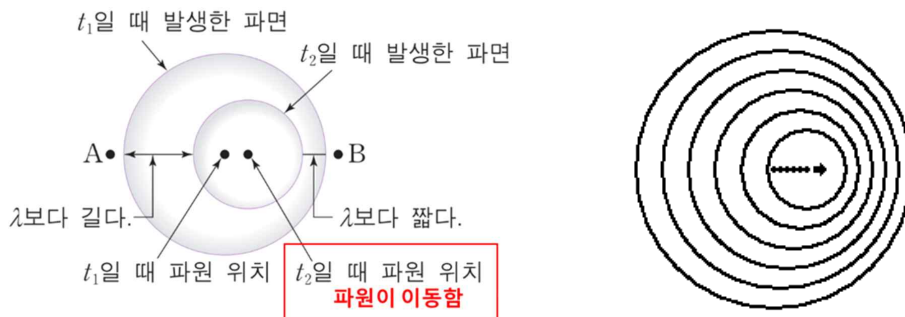 t₁일 때 발생한 파면
t₂일 때 발생한 파면
A
B
λ보다 길다.
λ보다 짧다.
t₁일 때 파원 위치
t₂일 때 파원 위치
파원이 이동함